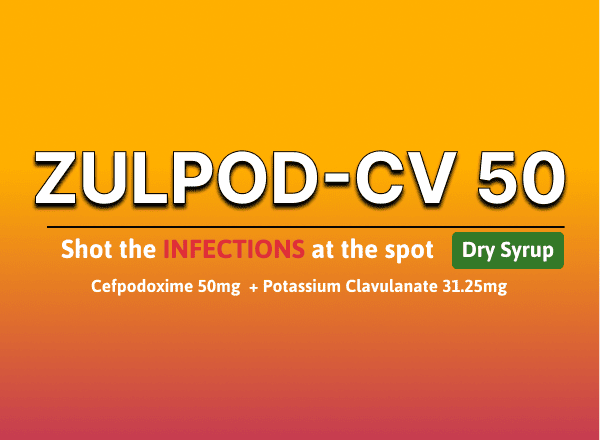 ZULPOD-CV 50
Shot the INFECTIONS at the spot Dry Syrup
Cefpodoxime 50mg + Potassium Clavulanate 31.25mg